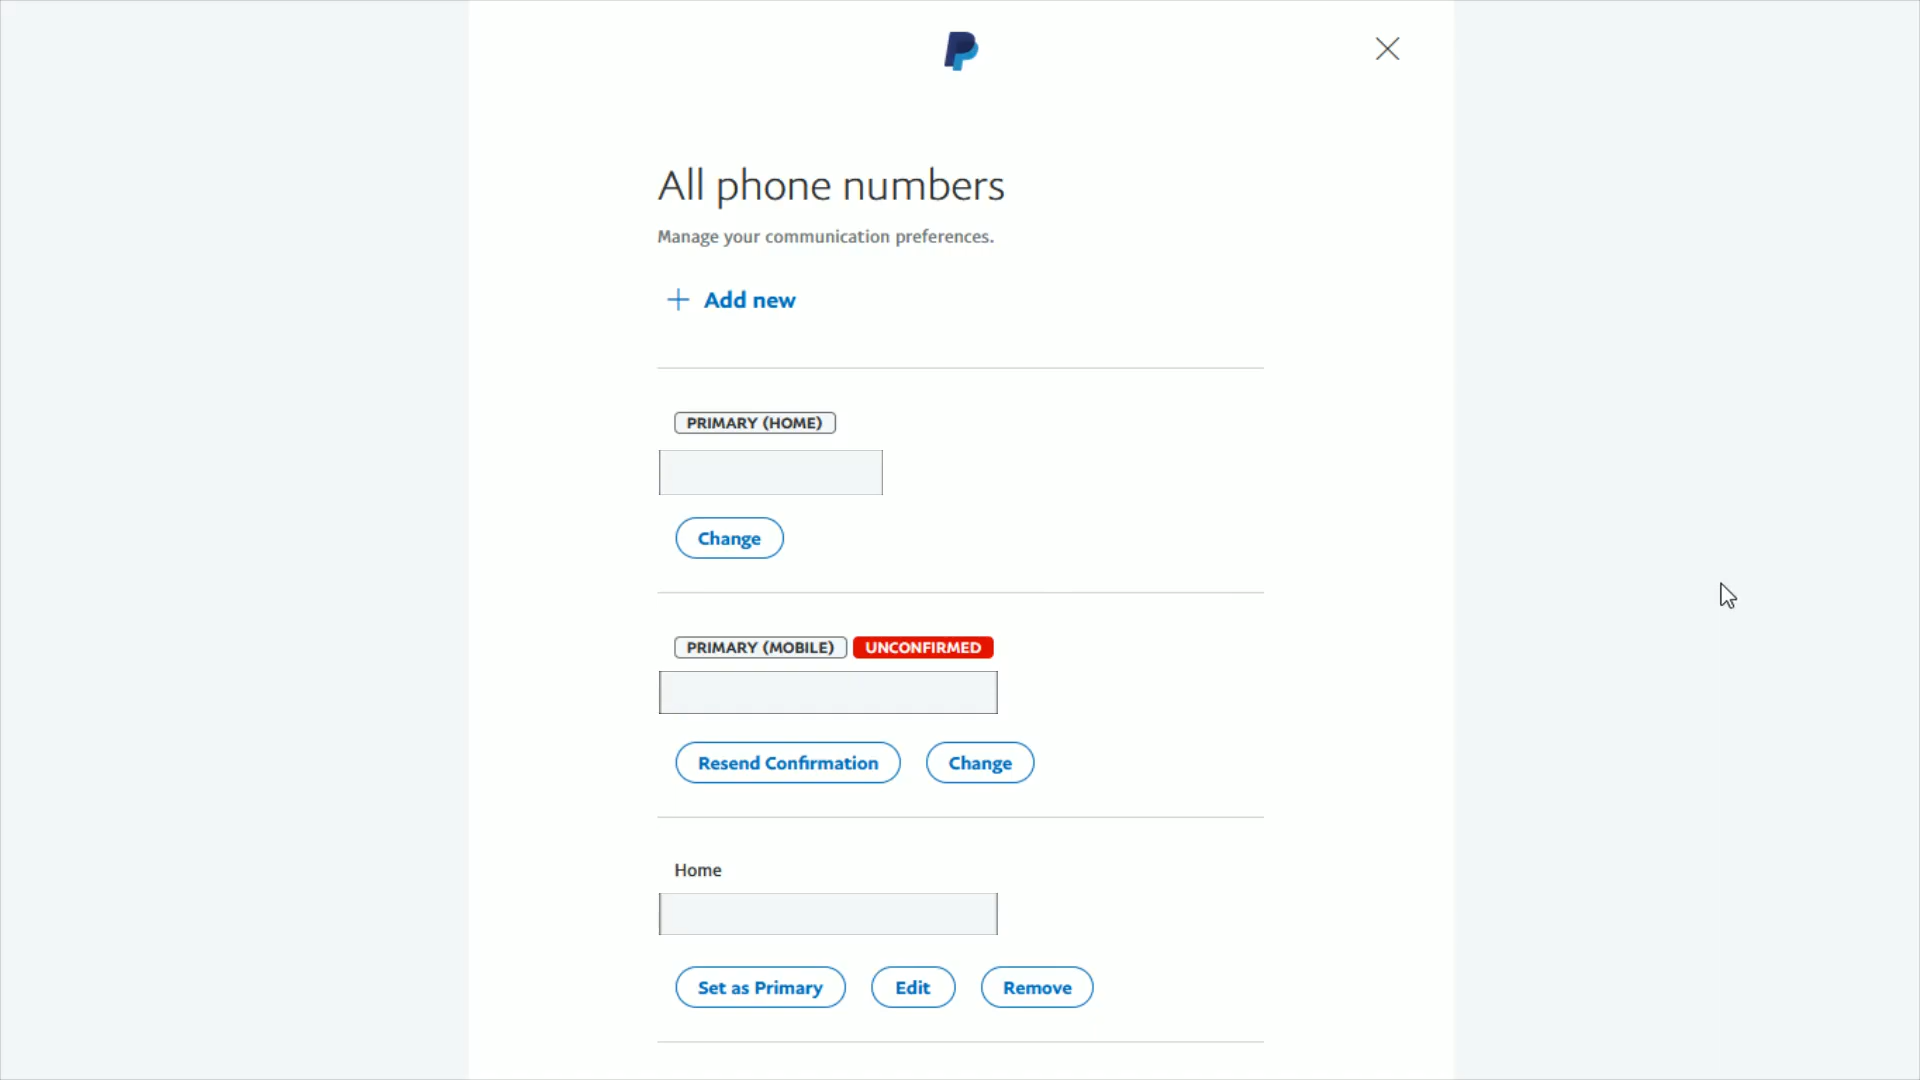 All phone numbers
Manage your communication preferences.
Add new
PRIMARY (HOME)
Change
PRIMARY (MOBILE) UNCONFIRMED
Resend Confirmation Change
Home
Set as Primary Edit Remove